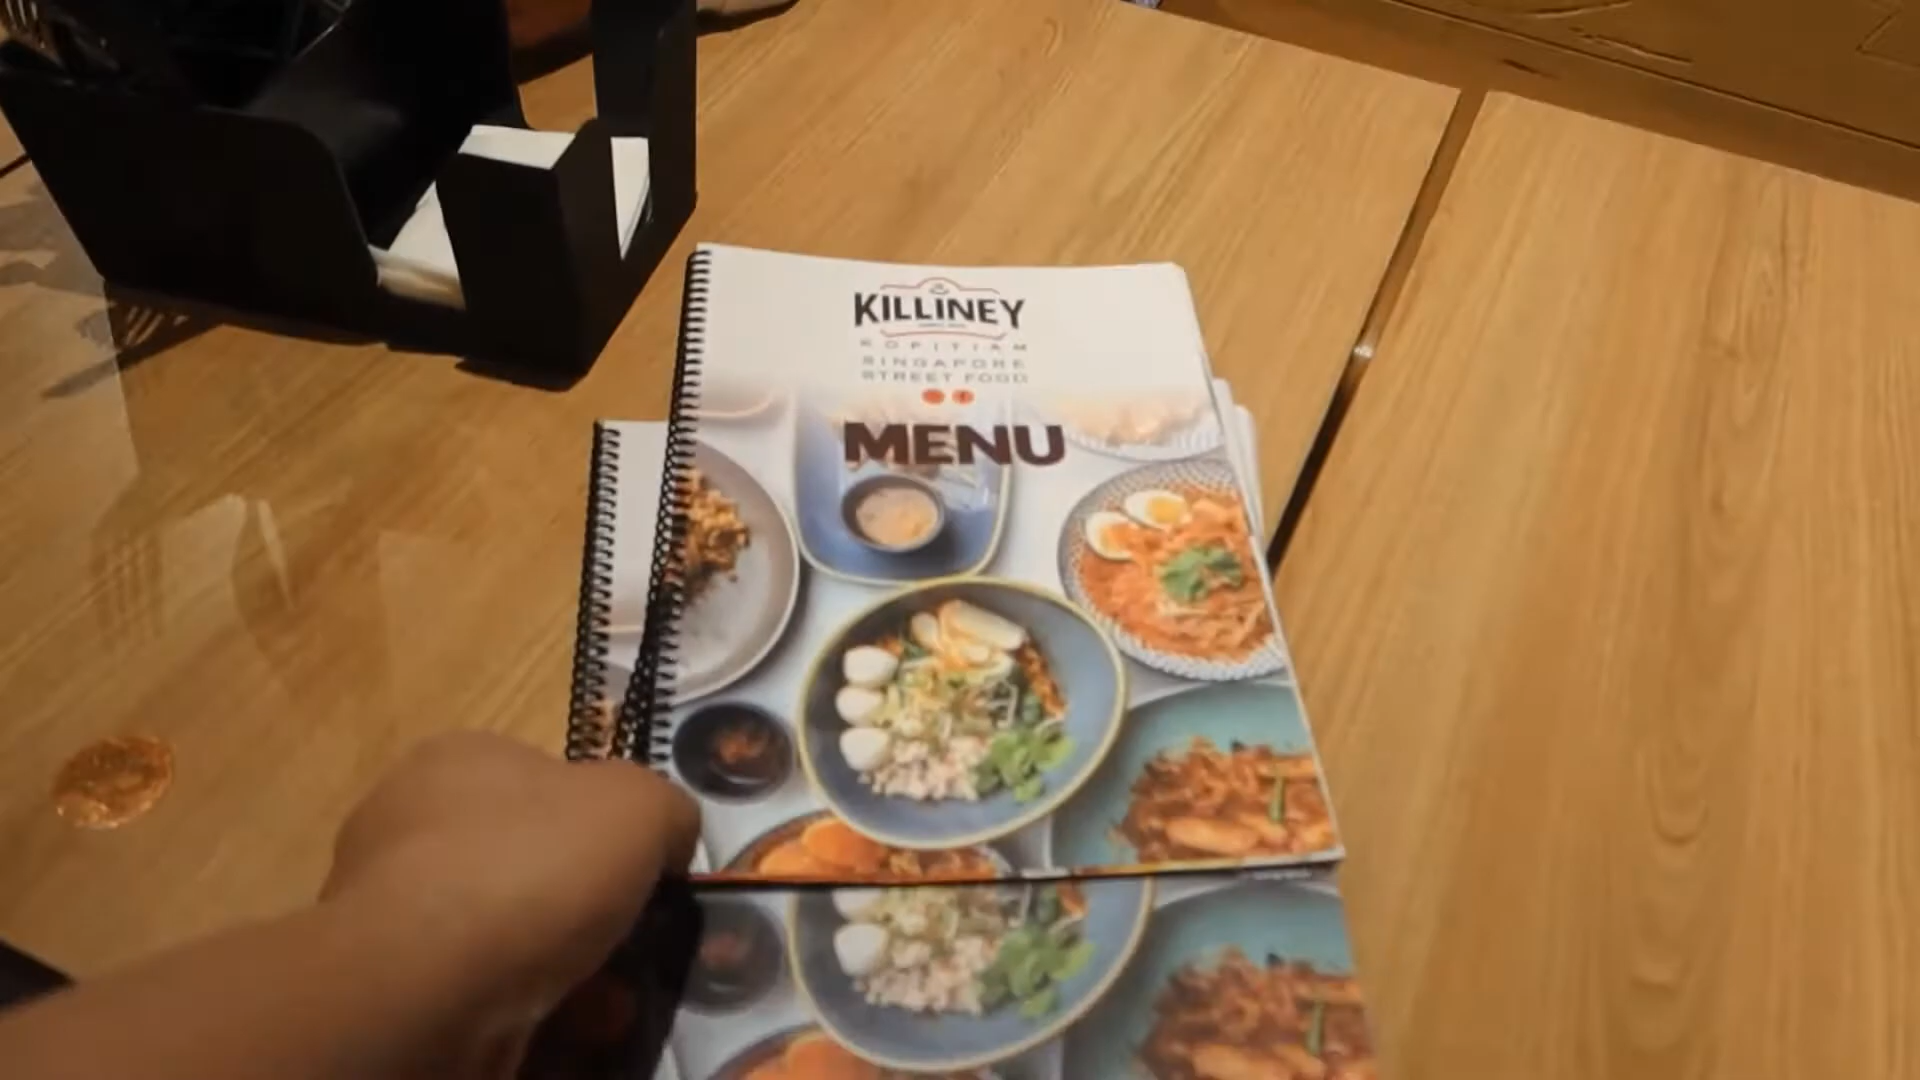 KILLINEY
KOPITIAM
SINGAPORE
STREET FOOD
MENU